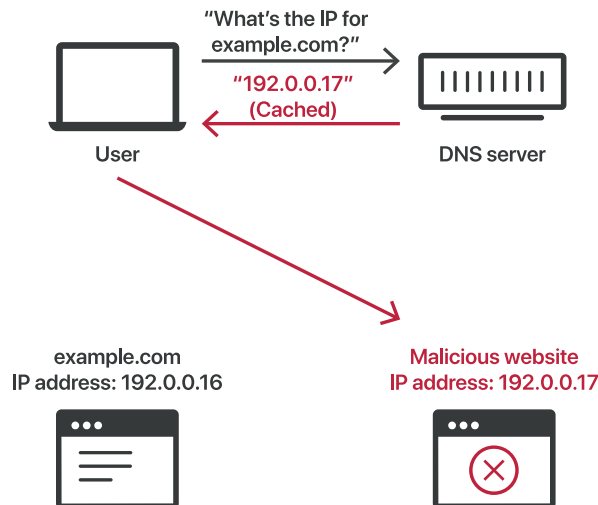 “What’s the IP for
example.com?”
“192.0.0.17”
(Cached)
User
DNS server
example.com
IP address: 192.0.0.16
Malicious website
IP address: 192.0.0.17